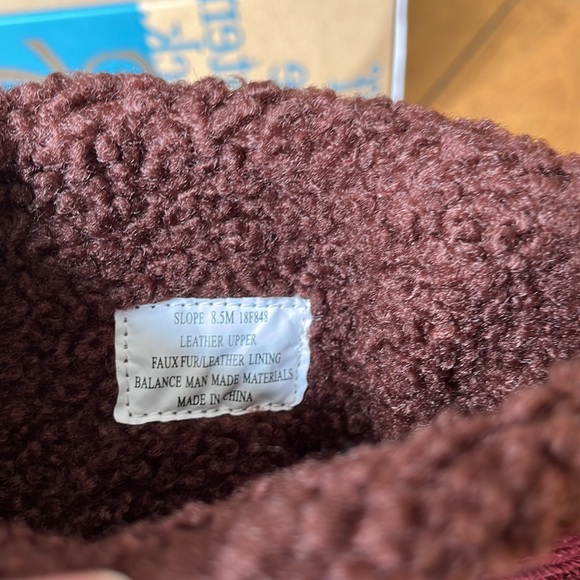 SLOPE 8.5M 18F848
LEATHER UPPER
FAUX FUR/LEATHER LINING
BALANCE MAN MADE MATERIALS
MADE IN CHINA